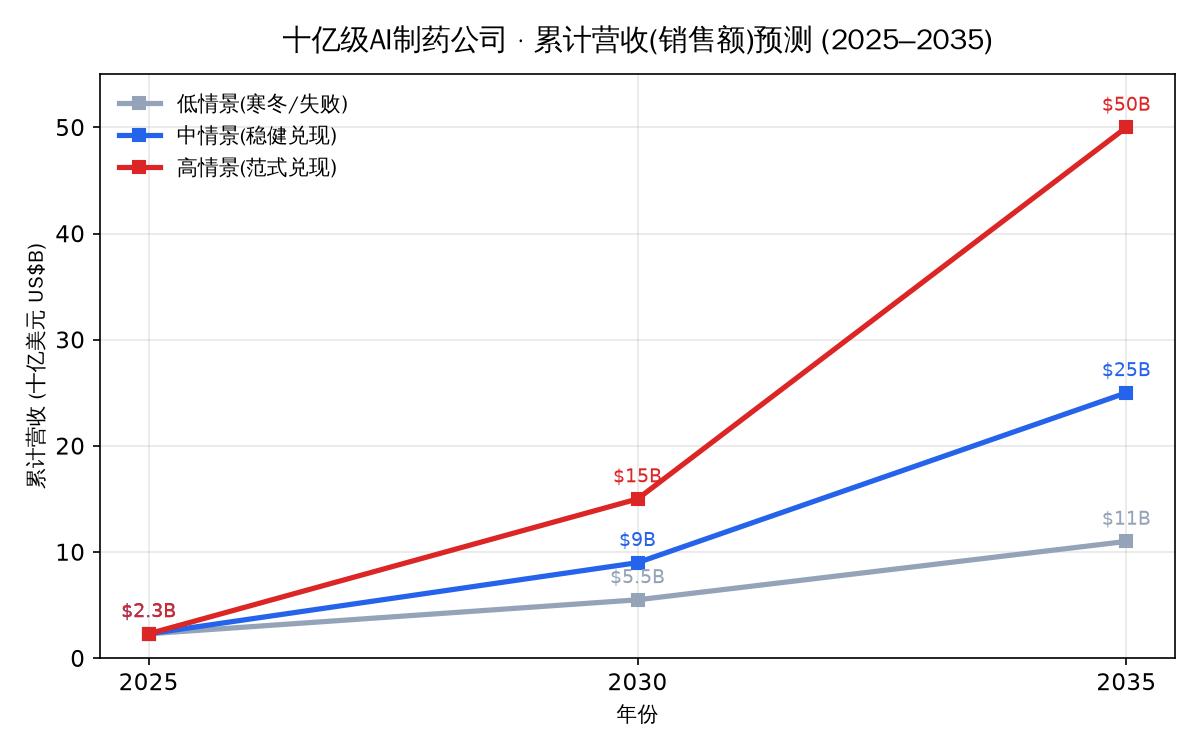 十亿级AI制药公司 · 累计营收(销售额)预测 (2025–2035)
低情景(寒冬/失败)
中情景(稳健兑现)
高情景(范式兑现)
累计营收 (十亿美元 US$B)
50
40
30
20
10
0
$50B
$25B
$15B
$11B
$9B
$5.5B
$2.3B
2025
2030
2035
年份